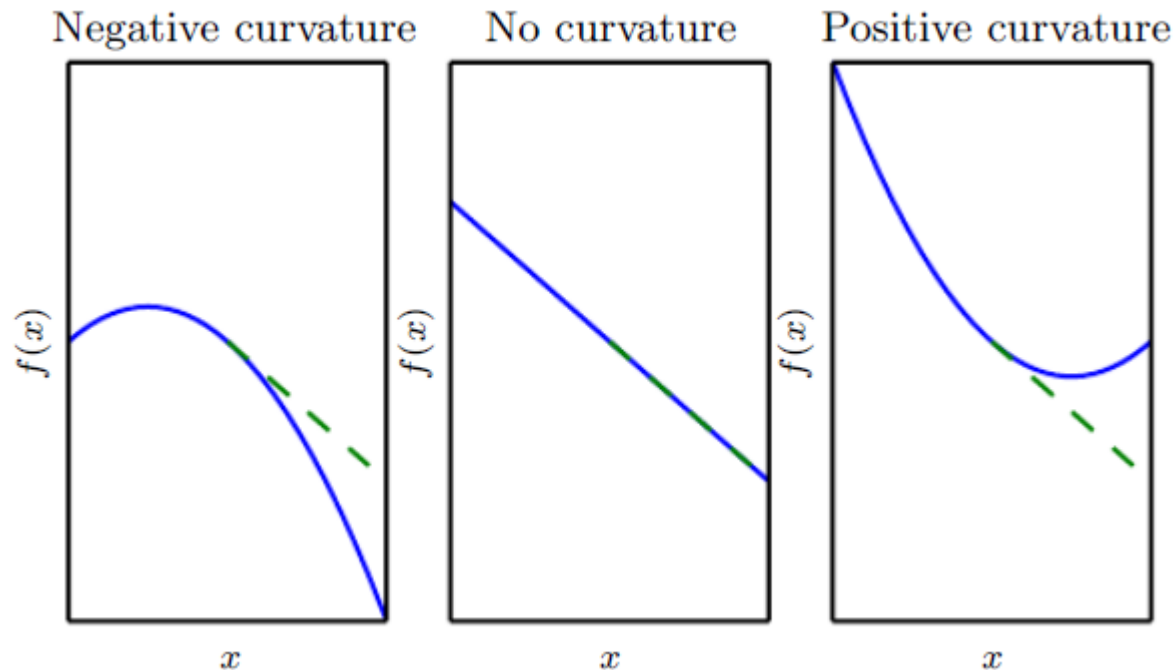 Negative curvature
No curvature
Positive curvature
f(x)
f(x)
f(x)
x
x
x